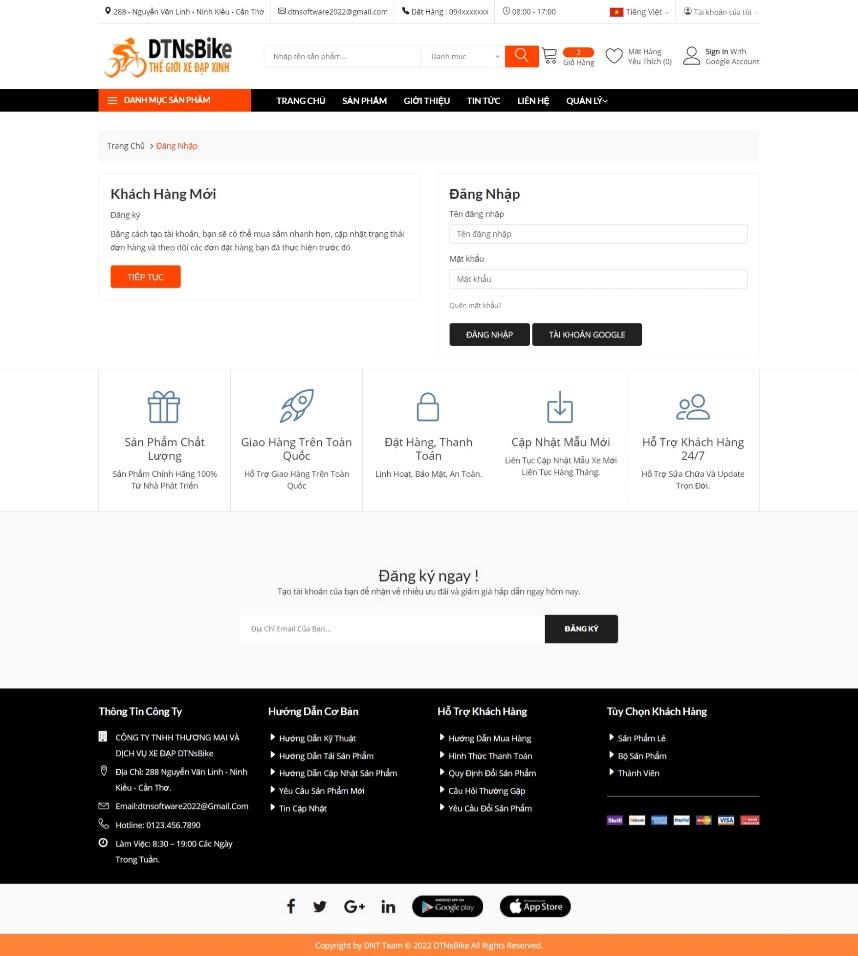 288 - Nguyễn Văn Linh - Ninh Kiều - Cần Thơ
dtnsoftware2022@gmail.com
Đặt Hàng : 094xxxxxxx
08:00 - 17:00
Tiếng Việt
Tài khoản của tôi
DTNsBike
THẾ GIỚI XE ĐẠP XINH
Nhập tên sản phẩm...
Danh mục
2
Giỏ Hàng
Mặt Hàng
Yêu Thích (0)
Sign In With
Google Account
DANH MỤC SẢN PHẨM
TRANG CHỦ
SẢN PHẨM
GIỚI THIỆU
TIN TỨC
LIÊN HỆ
QUẢN LÝ
Trang Chủ > Đăng Nhập
Khách Hàng Mới
Đăng ký
Bằng cách tạo tài khoản, bạn sẽ có thể mua sắm nhanh hơn, cập nhật trạng thái
đơn hàng và theo dõi các đơn đặt hàng bạn đã thực hiện trước đó
TIẾP TỤC
Đăng Nhập
Tên đăng nhập
Tên đăng nhập
Mật khẩu
Mật khẩu
Quên mật khẩu?
ĐĂNG NHẬP
TÀI KHOẢN GOOGLE
Sản Phẩm Chất
Lượng
Sản Phẩm Chính Hãng 100%
Từ Nhà Phát Triển
Giao Hàng Trên Toàn
Quốc
Hỗ Trợ Giao Hàng Trên Toàn
Quốc
Đặt Hàng, Thanh
Toán
Linh Hoạt, Bảo Mật, An Toàn.
Cập Nhật Mẫu Mới
Liên Tục Cập Nhật Mẫu Xe Mới
Liên Tục Hàng Tháng.
Hỗ Trợ Khách Hàng
24/7
Hỗ Trợ Sửa Chữa Và Update
Trọn Đời.
Đăng ký ngay !
Tạo tài khoản của bạn để nhận về nhiều ưu đãi và giảm giá hấp dẫn ngay hôm nay.
Địa Chỉ Email Của Bạn...
ĐĂNG KÝ
Thông Tin Công Ty
CÔNG TY TNHH THƯƠNG MẠI VÀ
DỊCH VỤ XE ĐẠP DTNsBike
Địa Chỉ: 288 Nguyễn Văn Linh - Ninh
Kiều - Cần Thơ.
Email:dtnsoftware2022@Gmail.Com
Hotline: 0123.456.7890
Làm Việc: 8:30 – 19:00 Các Ngày
Trong Tuần.
Hướng Dẫn Cơ Bản
Hướng Dẫn Kỹ Thuật
Hướng Dẫn Tải Sản Phẩm
Hướng Dẫn Cập Nhật Sản Phẩm
Yêu Cầu Sản Phẩm Mới
Tin Cập Nhật
Hỗ Trợ Khách Hàng
Hướng Dẫn Mua Hàng
Hình Thức Thanh Toán
Quy Định Đổi Sản Phẩm
Câu Hỏi Thường Gặp
Yêu Cầu Đổi Sản Phẩm
Tùy Chọn Khách Hàng
Sản Phẩm Lẻ
Bộ Sản Phẩm
Thành Viên
Skrill
PayPal
VISA
ANDROID APP ON
Google play
App Store
Copyright by DNT Team © 2022 DTNsBike All Rights Reserved.